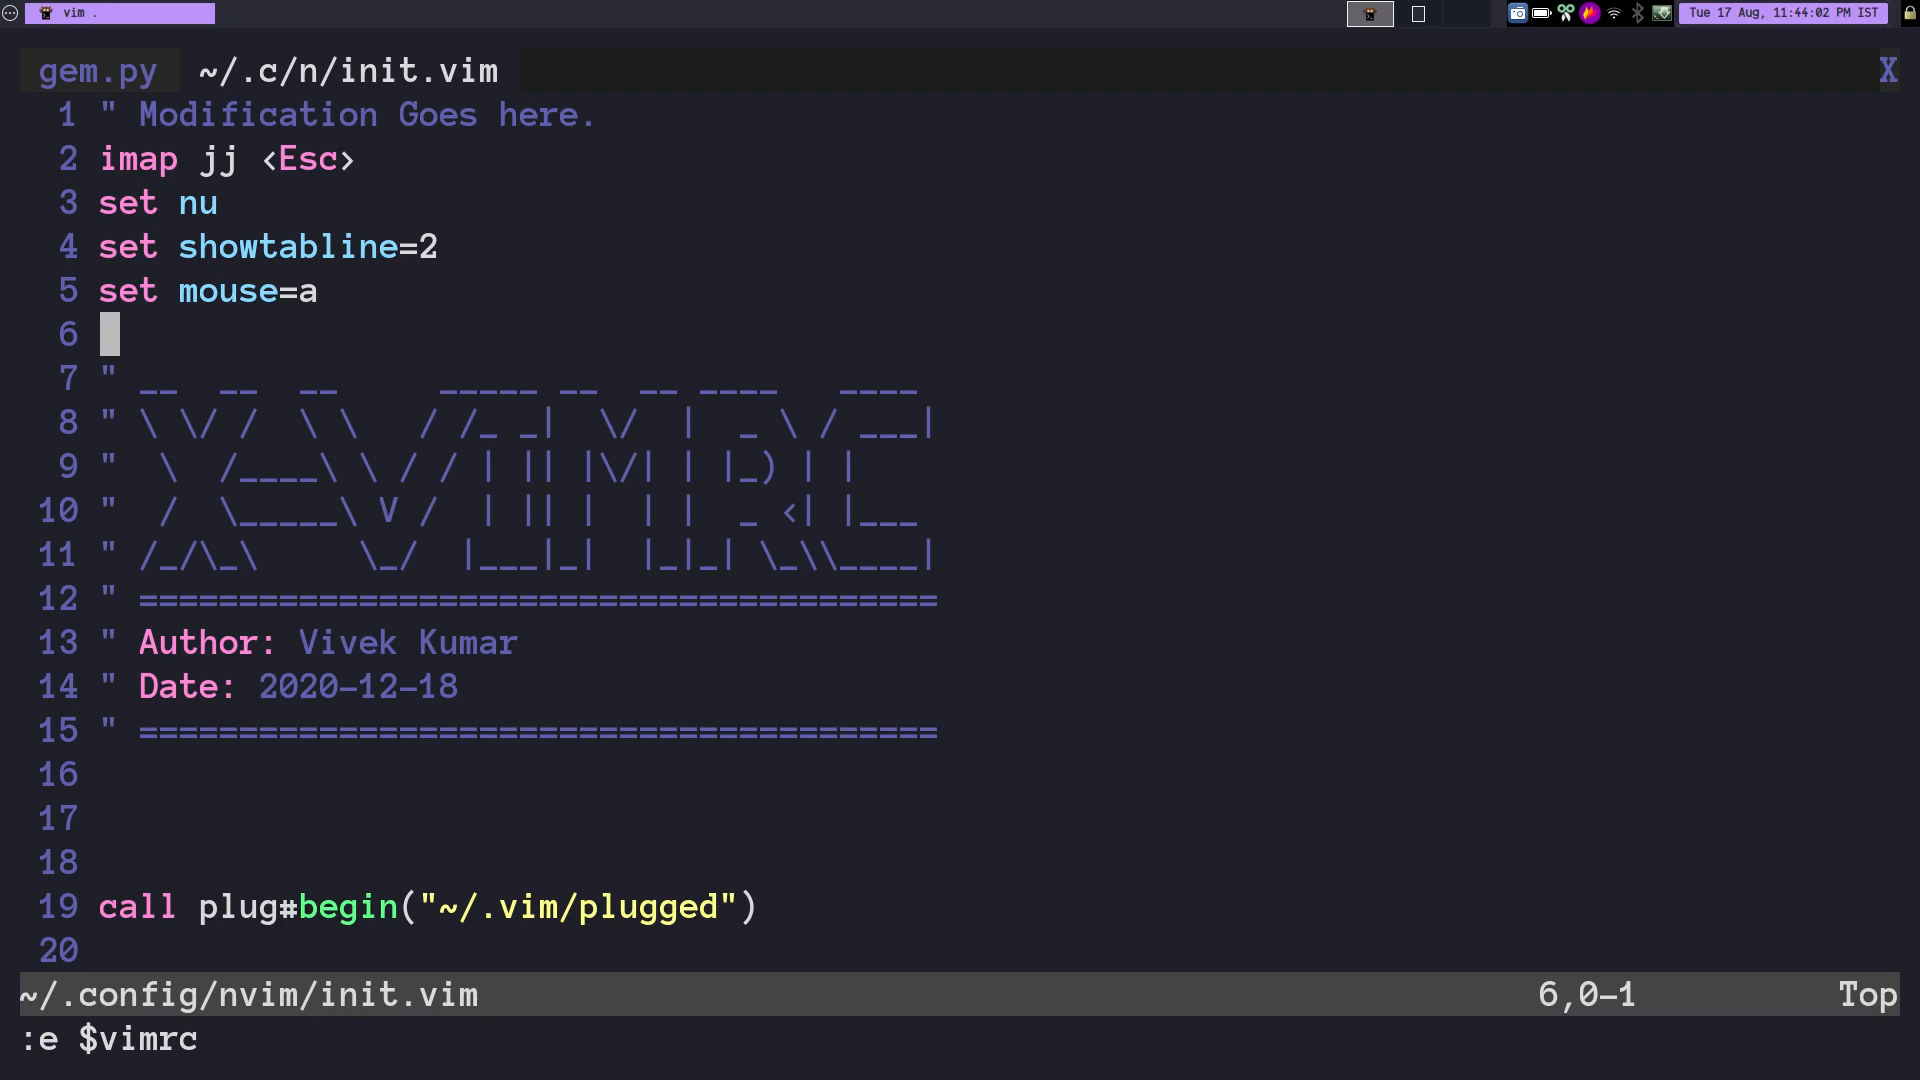 vim .
Tue 17 Aug, 11:44:02 PM IST
gem.py  ~/.c/n/init.vim  X
1 " Modification Goes here.
2 imap jj <Esc>
3 set nu
4 set showtabline=2
5 set mouse=a
6
7 " __  __  __     _____ __  __ ____   ____
8 " \ \/ /  \ \   / /_ _|  \/  |  _ \ / ___|
9 "  \  /____\ \ / / | || |\/| | |_) | |
10 "  /  \_____\ V /  | || |  | |  _ <| |___
11 " /_/\_\     \_/  |___|_|  |_|_| \_\\____|
12 " ========================================
13 " Author: Vivek Kumar
14 " Date: 2020-12-18
15 " ========================================
16
17
18
19 call plug#begin("~/.vim/plugged")
20
~/.config/nvim/init.vim  6,0-1  Top
:e $vimrc